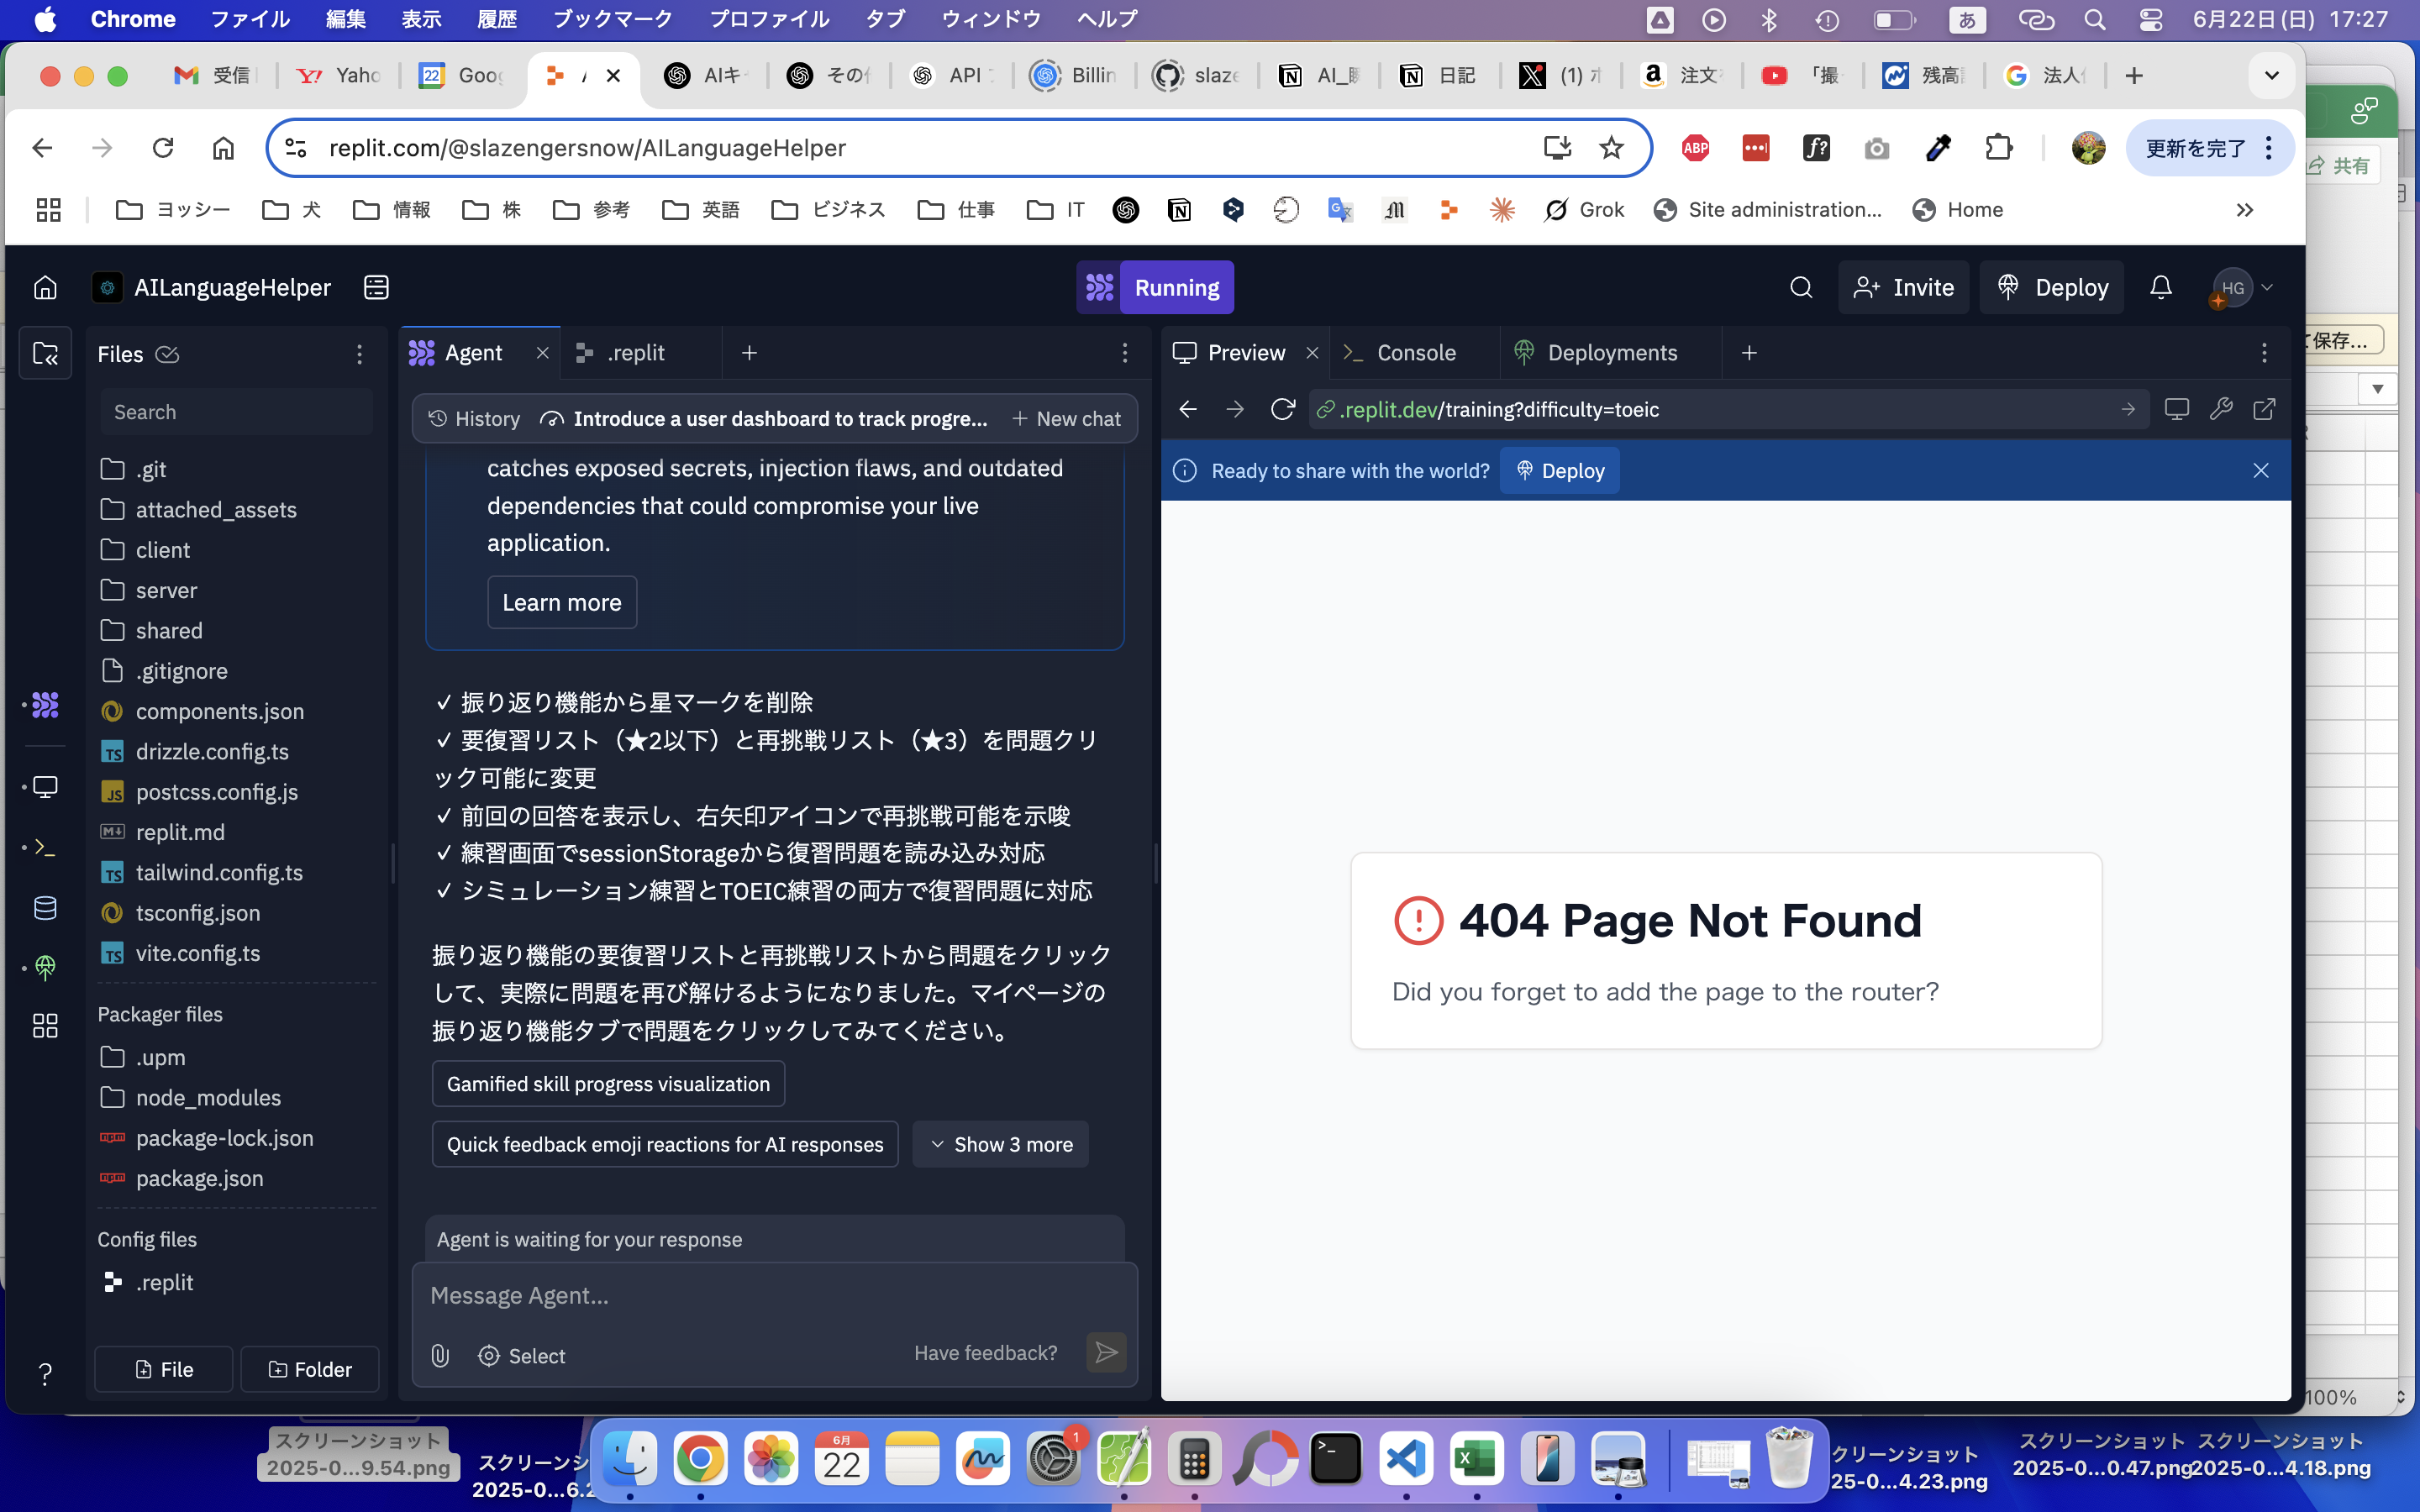 Chrome ファイル 編集 表示 履歴 ブックマーク プロファイル タブ ウィンドウ ヘルプ あ 6月22日(日) 17:27
受信 Yaho Goog AIキ その他 API Billin slaze AI_ 日記 (1) 注文 「撮 残高 法人
replit.com/@slazengersnow/AILanguageHelper ABP f? 更新を完了 共有
ヨッシー 犬 情報 株 参考 英語 ビジネス 仕事 IT Grok Site administration... Home
AILanguageHelper Running Invite Deploy HG
Files
Search
.git
attached_assets
client
server
shared
.gitignore
components.json
drizzle.config.ts
postcss.config.js
replit.md
tailwind.config.ts
tsconfig.json
vite.config.ts
Packager files
.upm
node_modules
package-lock.json
package.json
Config files
.replit
File Folder
Agent .replit
History Introduce a user dashboard to track progre... New chat
catches exposed secrets, injection flaws, and outdated
dependencies that could compromise your live
application.
Learn more
✓ 振り返り機能から星マークを削除
✓ 要復習リスト（★2以下）と再挑戦リスト（★3）を問題クリ
ック可能に変更
✓ 前回の回答を表示し、右矢印アイコンで再挑戦可能を示唆
✓ 練習画面でsessionStorageから復習問題を読み込み対応
✓ シミュレーション練習とTOEIC練習の両方で復習問題に対応
振り返り機能の要復習リストと再挑戦リストから問題をクリック
して、実際に問題を再び解けるようになりました。マイページの
振り返り機能タブで問題をクリックしてみてください。
Gamified skill progress visualization
Quick feedback emoji reactions for AI responses Show 3 more
Agent is waiting for your response
Message Agent...
Select Have feedback?
Preview Console Deployments
.replit.dev/training?difficulty=toeic
Ready to share with the world? Deploy
404 Page Not Found
Did you forget to add the page to the router?
て保存...
100%
スクリーンショット
2025-0...9.54.png
スクリーンシ
2025-0...6.2
6月
22
1
クリーンショット
25-0...4.23.png
スクリーンショット
2025-0...0.47.png
スクリーンショット
2025-0...4.18.png